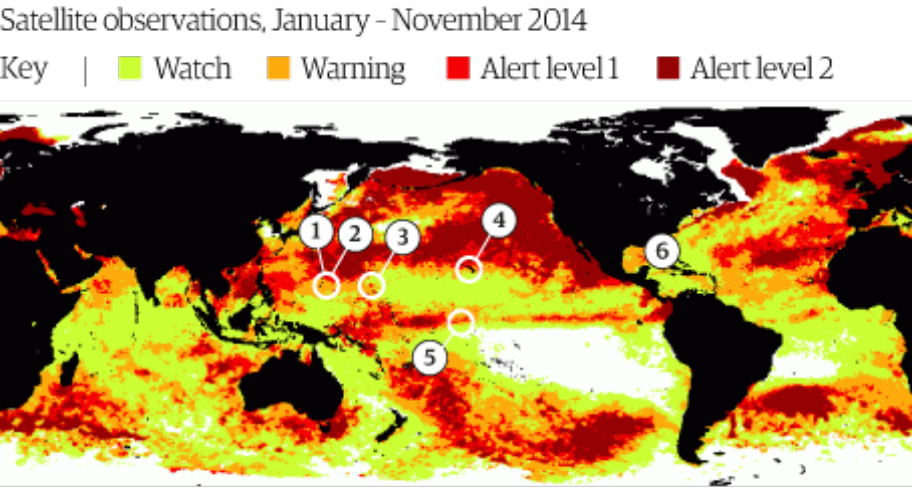 Satellite observations, January - November 2014
Key | Watch Warning Alert level 1 Alert level 2
1 2 3 4
6
5